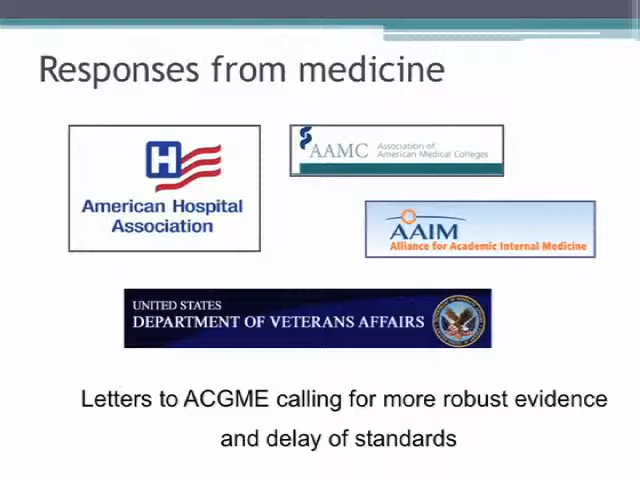 Responses from medicine
H
American Hospital
Association
AAMC
Association of
American Medical Colleges
AAIM
Alliance for Academic Internal Medicine
UNITED STATES
DEPARTMENT OF VETERANS AFFAIRS
Letters to ACGME calling for more robust evidence
and delay of standards